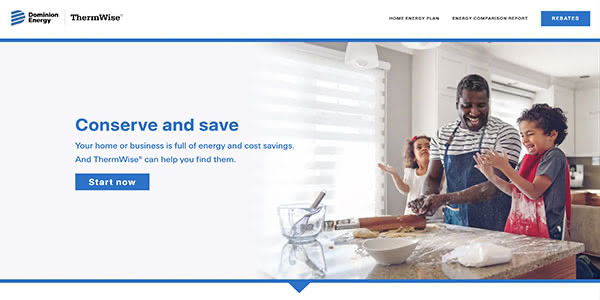 Dominion
Energy
ThermWise®
HOME ENERGY PLAN
ENERGY COMPARISON REPORT
REBATES
Conserve and save
Your home or business is full of energy and cost savings.
And ThermWise® can help you find them.
Start now